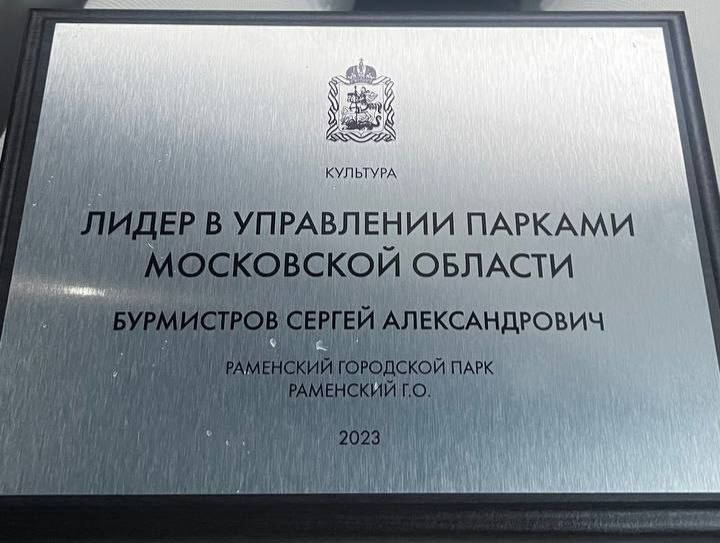 КУЛЬТУРА
ЛИДЕР В УПРАВЛЕНИИ ПАРКАМИ
МОСКОВСКОЙ ОБЛАСТИ
БУРМИСТРОВ СЕРГЕЙ АЛЕКСАНДРОВИЧ
РАМЕНСКИЙ ГОРОДСКОЙ ПАРК
РАМЕНСКИЙ Г.О.
2023